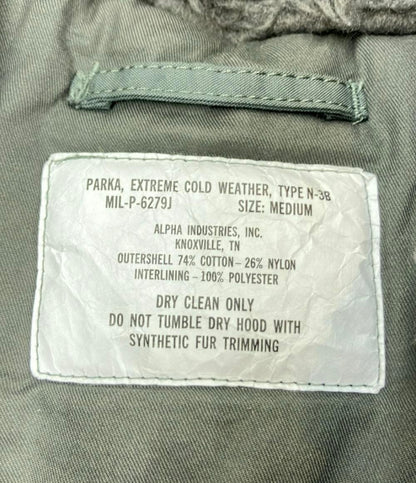 PARKA, EXTREME COLD WEATHER, TYPE N-3B
MIL-P-6279J SIZE: MEDIUM
ALPHA INDUSTRIES, INC.
KNOXVILLE, TN
OUTERSHELL 74% COTTON-26% NYLON
INTERLINING-100% POLYESTER
DRY CLEAN ONLY
DO NOT TUMBLE DRY HOOD WITH
SYNTHETIC FUR TRIMMING